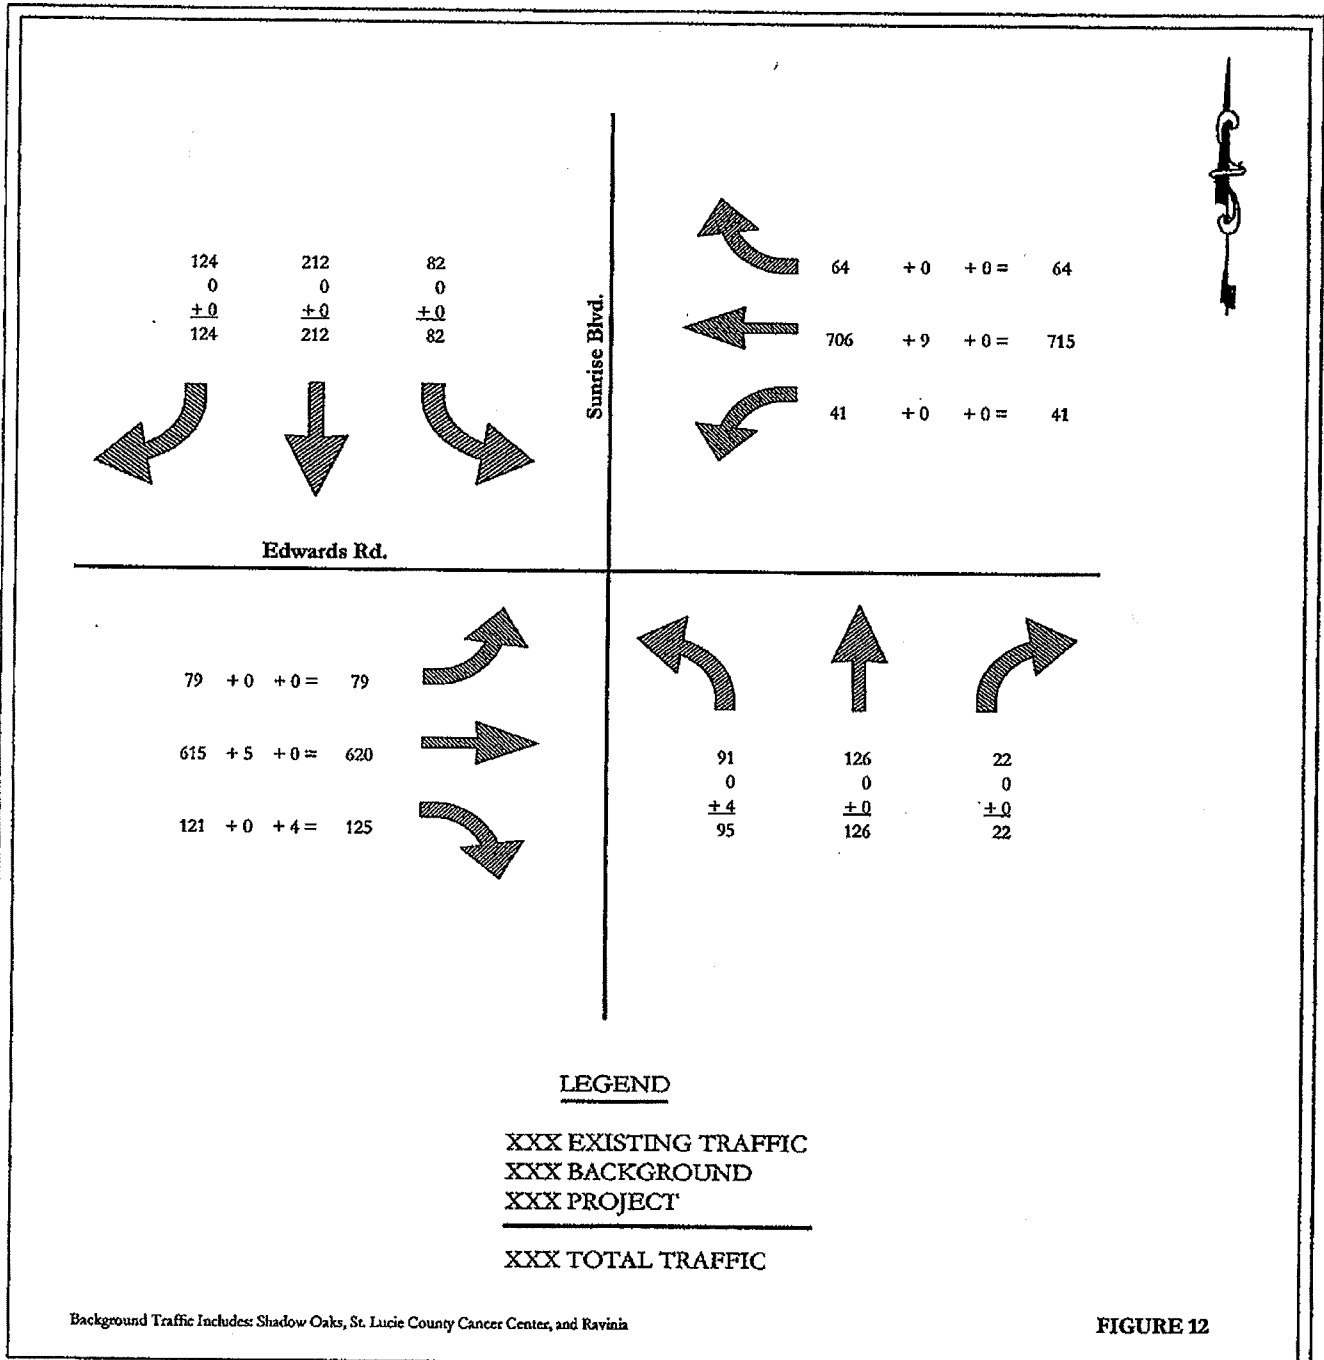 124 212 82
0 0 0
+0 +0 +0
124 212 82
Sunrise Blvd.
64 +0 +0= 64
706 +9 +0= 715
41 +0 +0= 41
Edwards Rd.
79 +0 +0= 79
615 +5 +0= 620
121 +0 +4= 125
91 126 22
0 0 0
+4 +0 +0
95 126 22
LEGEND
XXX EXISTING TRAFFIC
XXX BACKGROUND
XXX PROJECT
XXX TOTAL TRAFFIC
Background Traffic Includes: Shadow Oaks, St. Lucie County Cancer Center, and Ravinia
FIGURE 12